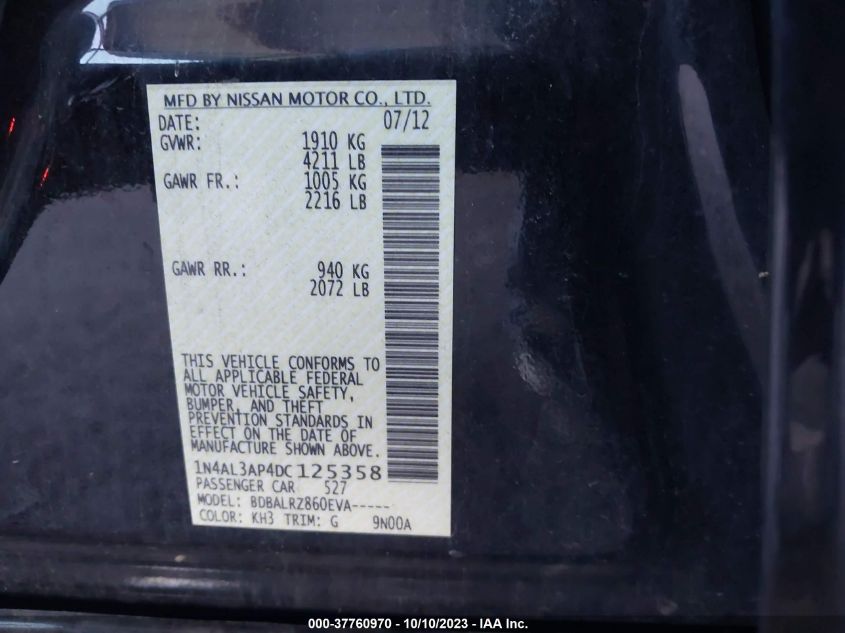 MFD BY NISSAN MOTOR CO., LTD.
DATE: 07/12
GVWR: 1910 KG
4211 LB
GAWR FR.: 1005 KG
2216 LB
GAWR RR.: 940 KG
2072 LB
THIS VEHICLE CONFORMS TO
ALL APPLICABLE FEDERAL
MOTOR VEHICLE SAFETY,
BUMPER, AND THEFT
PREVENTION STANDARDS IN
EFFECT ON THE DATE OF
MANUFACTURE SHOWN ABOVE.
1N4AL3AP4DC125358
PASSENGER CAR 527
MODEL: BDBALRZ860EVA-----
COLOR: KH3 TRIM: G 9N00A
000-37760970 - 10/10/2023 - IAA Inc.